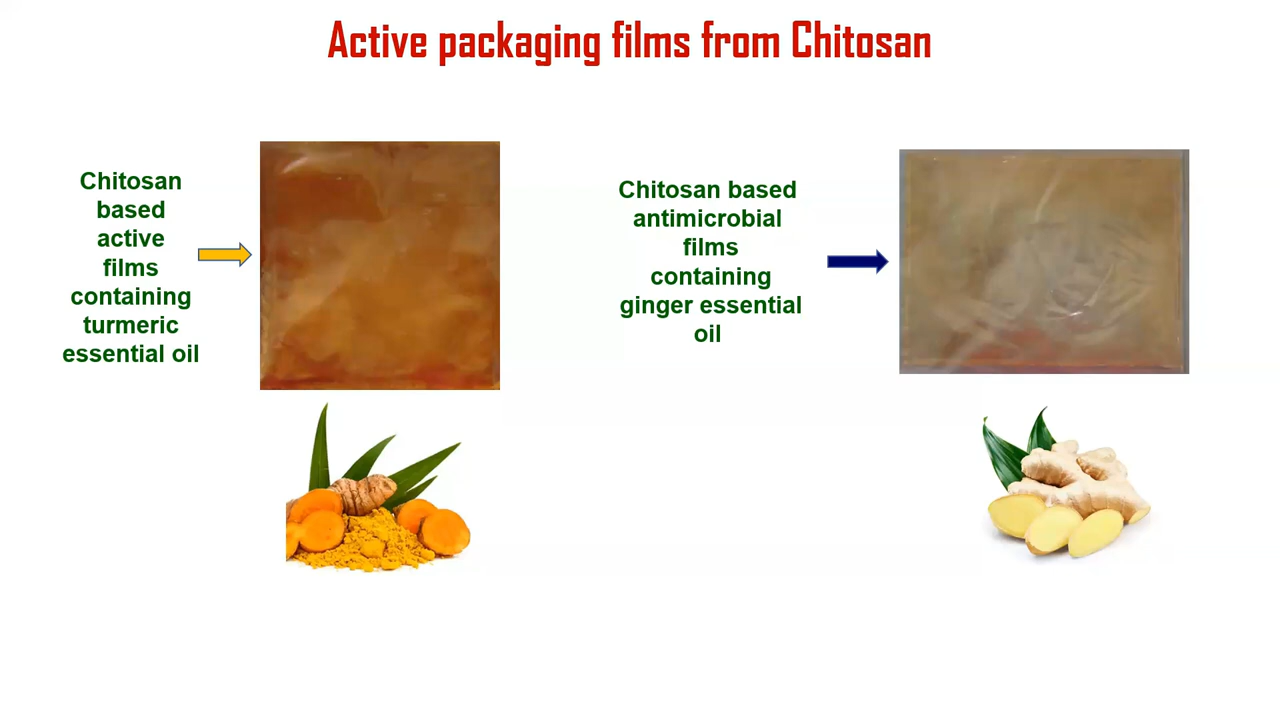 Active packaging films from Chitosan
Chitosan
based
active
films
containing
turmeric
essential oil
Chitosan based
antimicrobial
films
containing
ginger essential
oil